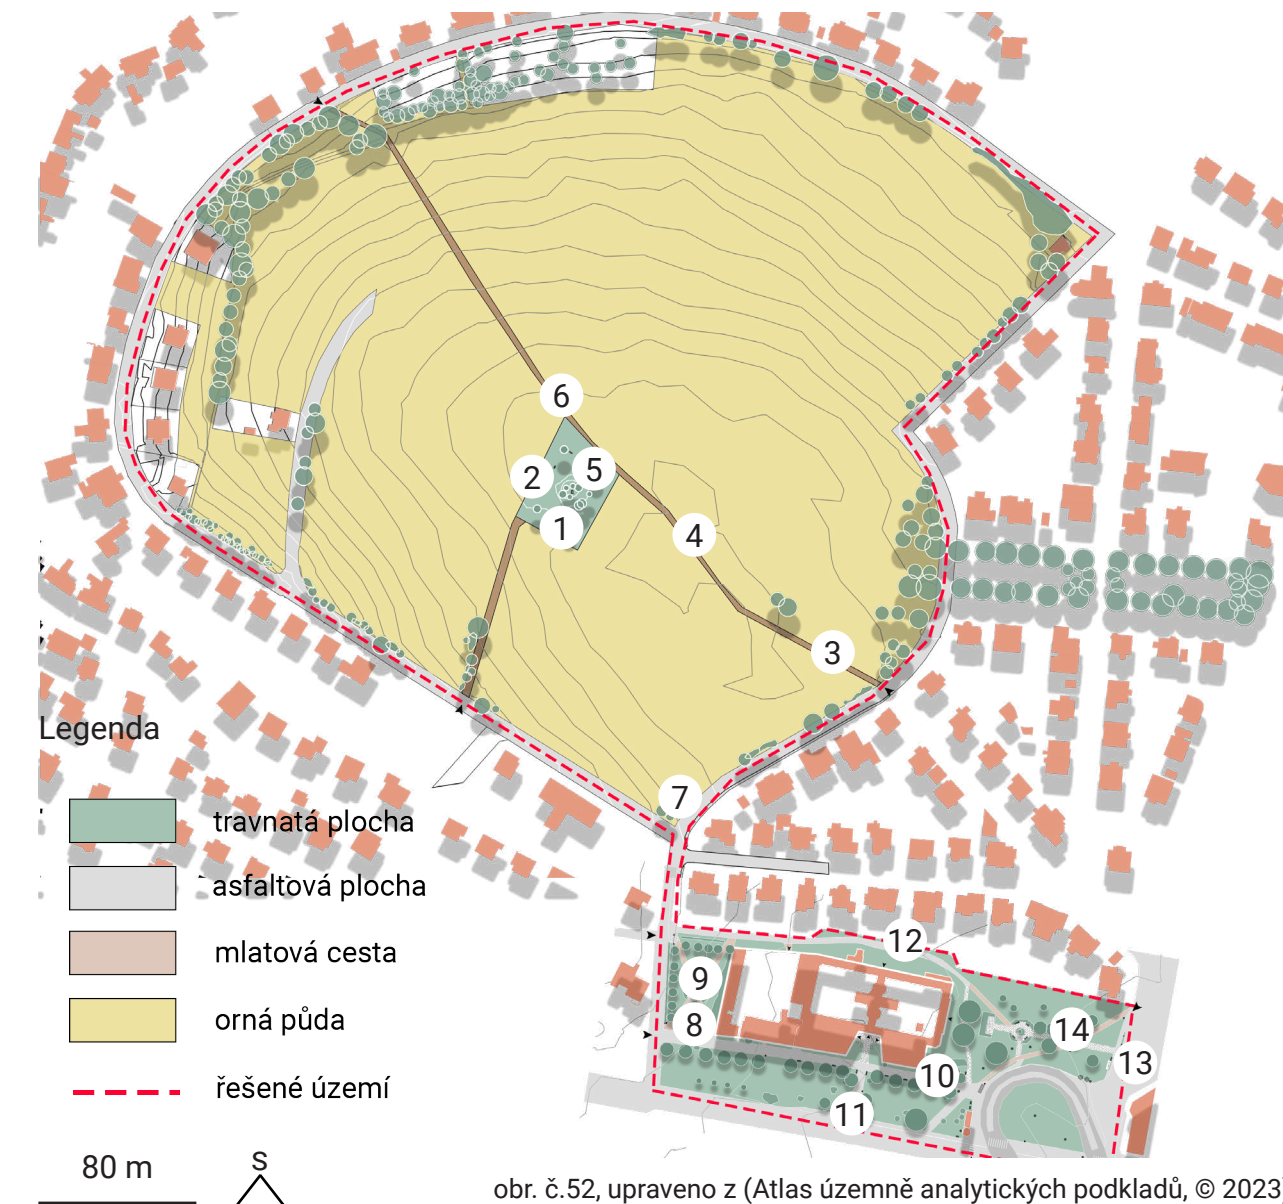 6
5
2
1
4
3
7
12
9
8
14
13
10
11
Legenda
travnatá plocha
asfaltová plocha
mlatová cesta
orná půda
řešené území
80 m
S
obr. č.52, upraveno z (Atlas územně analytických podkladů, © 2023